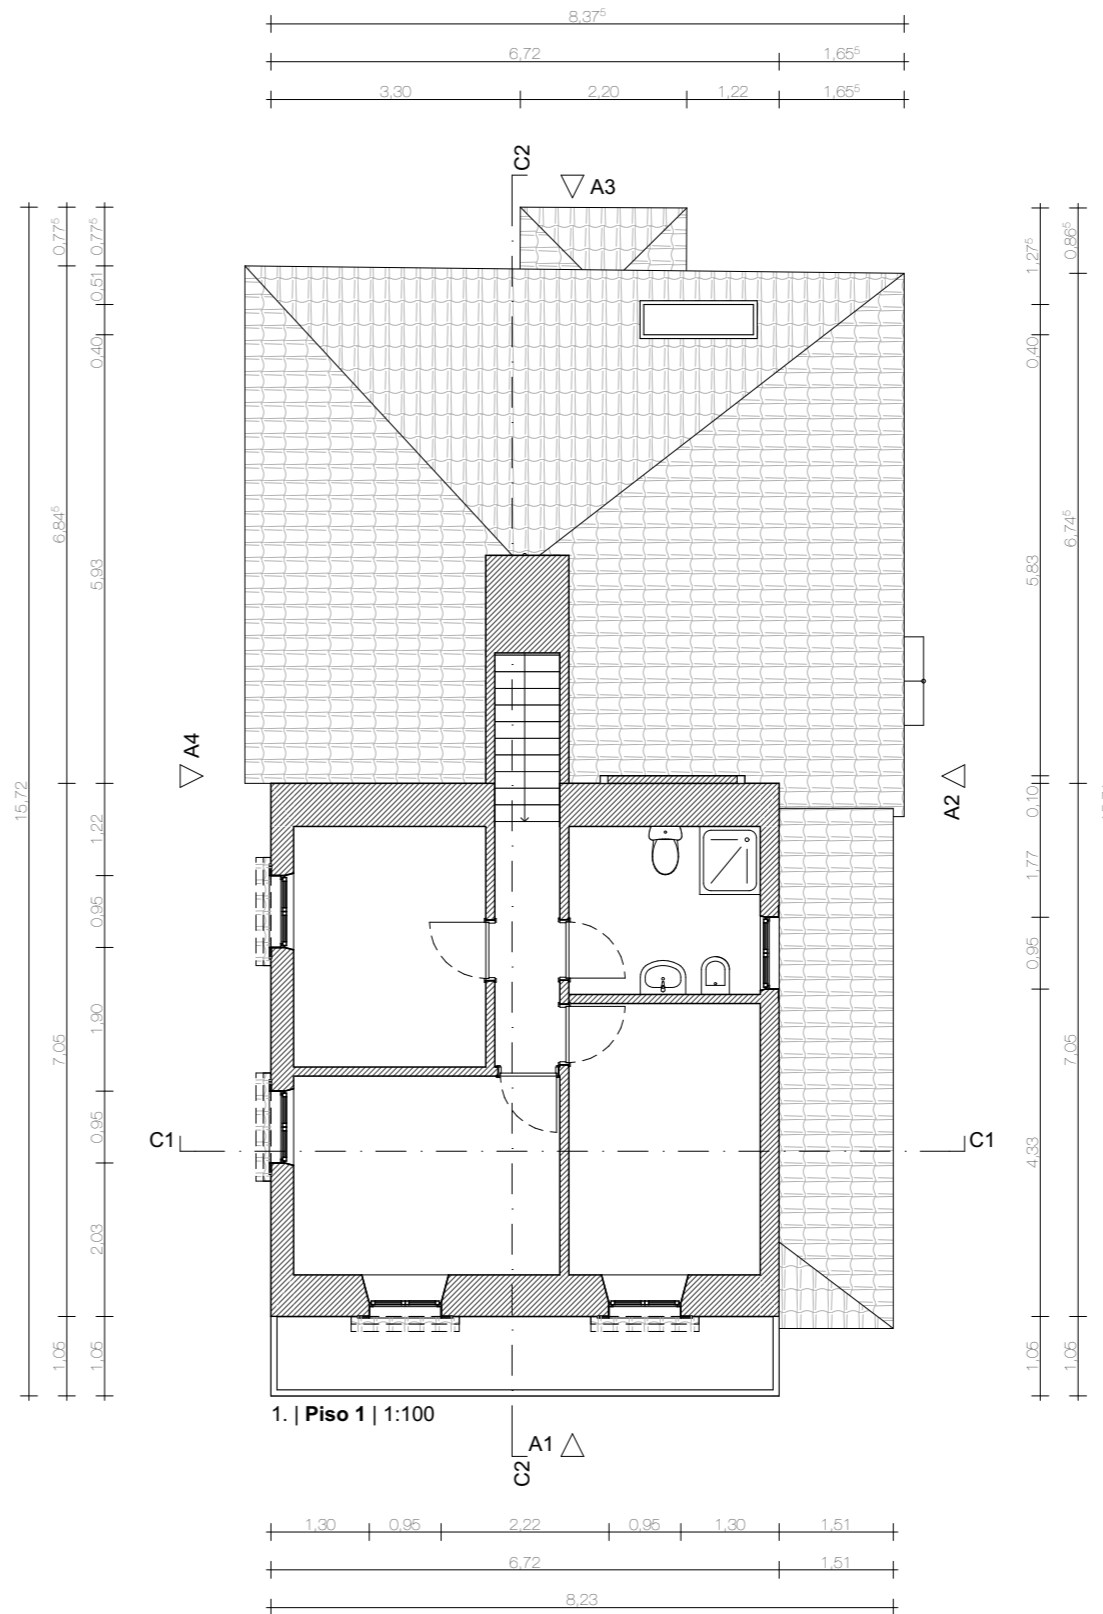 8,37⁵
6,72 1,65⁵
3,30 2,20 1,22 1,65⁵
C2
A3
15,72
0,77⁵ 6,84⁵ 7,05 1,05
0,77⁵ 0,51 0,40 5,93 1,22 0,95 1,90 0,95 2,03 1,05
1,27⁵ 0,40 5,83 0,10 1,77 0,95 4,33 1,05
0,86⁵ 6,74⁵ 7,05 1,05
A4
A2
C1 C1
1. | Piso 1 | 1:100
A1
C2
1,30 0,95 2,22 0,95 1,30 1,51
6,72 1,51
8,23